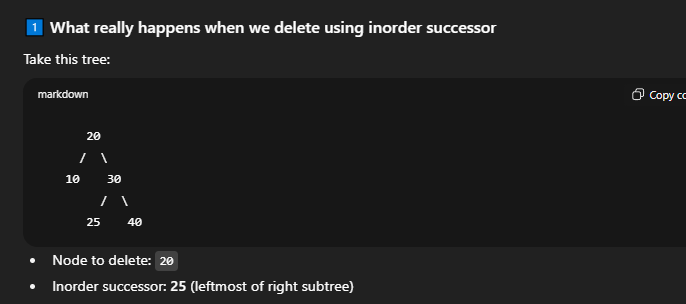 1 What really happens when we delete using inorder successor
Take this tree:
markdown Copy co
20
/ \
10 30
/ \
25 40
• Node to delete: 20
• Inorder successor: 25 (leftmost of right subtree)